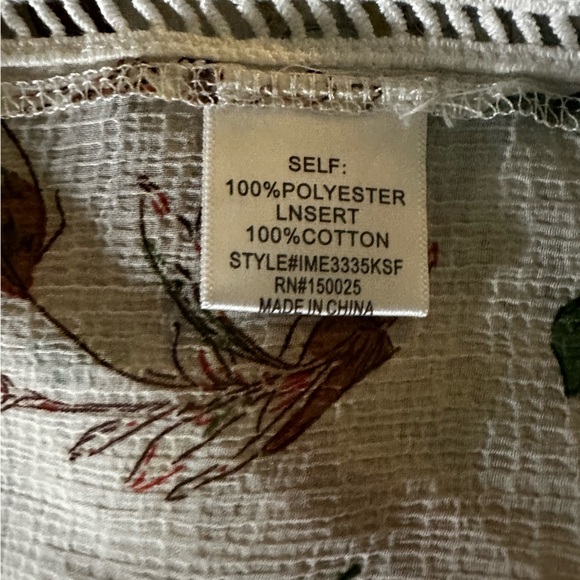 SELF:
100%POLYESTER
LNSERT
100%COTTON
STYLE#IME3335KSF
RN#150025
MADE IN CHINA